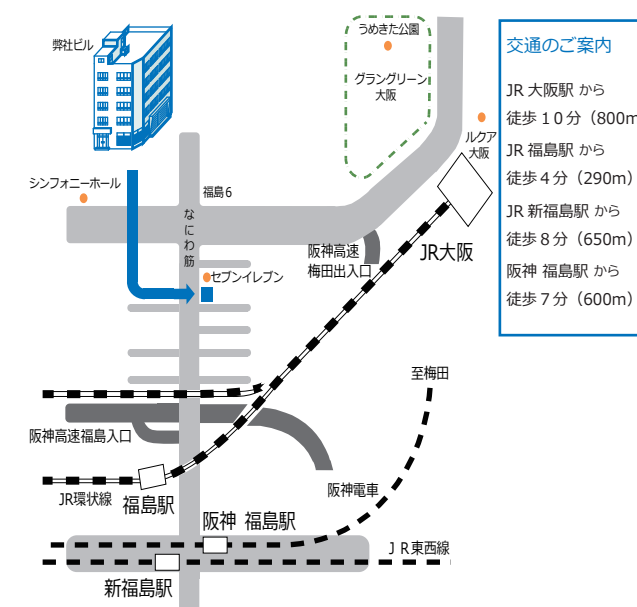 うめきた公園
弊社ビル
グラングリーン
大阪
ルクア
大阪
シンフォニーホール
福島6
なにわ筋
阪神高速
梅田出入口
JR大阪
セブンイレブン
至梅田
阪神高速福島入口
JR環状線
福島駅
阪神電車
阪神 福島駅
JR東西線
新福島駅
交通のご案内
JR 大阪駅 から
徒歩10分（800m
JR 福島駅 から
徒歩4分（290m）
JR 新福島駅 から
徒歩8分（650m）
阪神 福島駅 から
徒歩7分（600m）